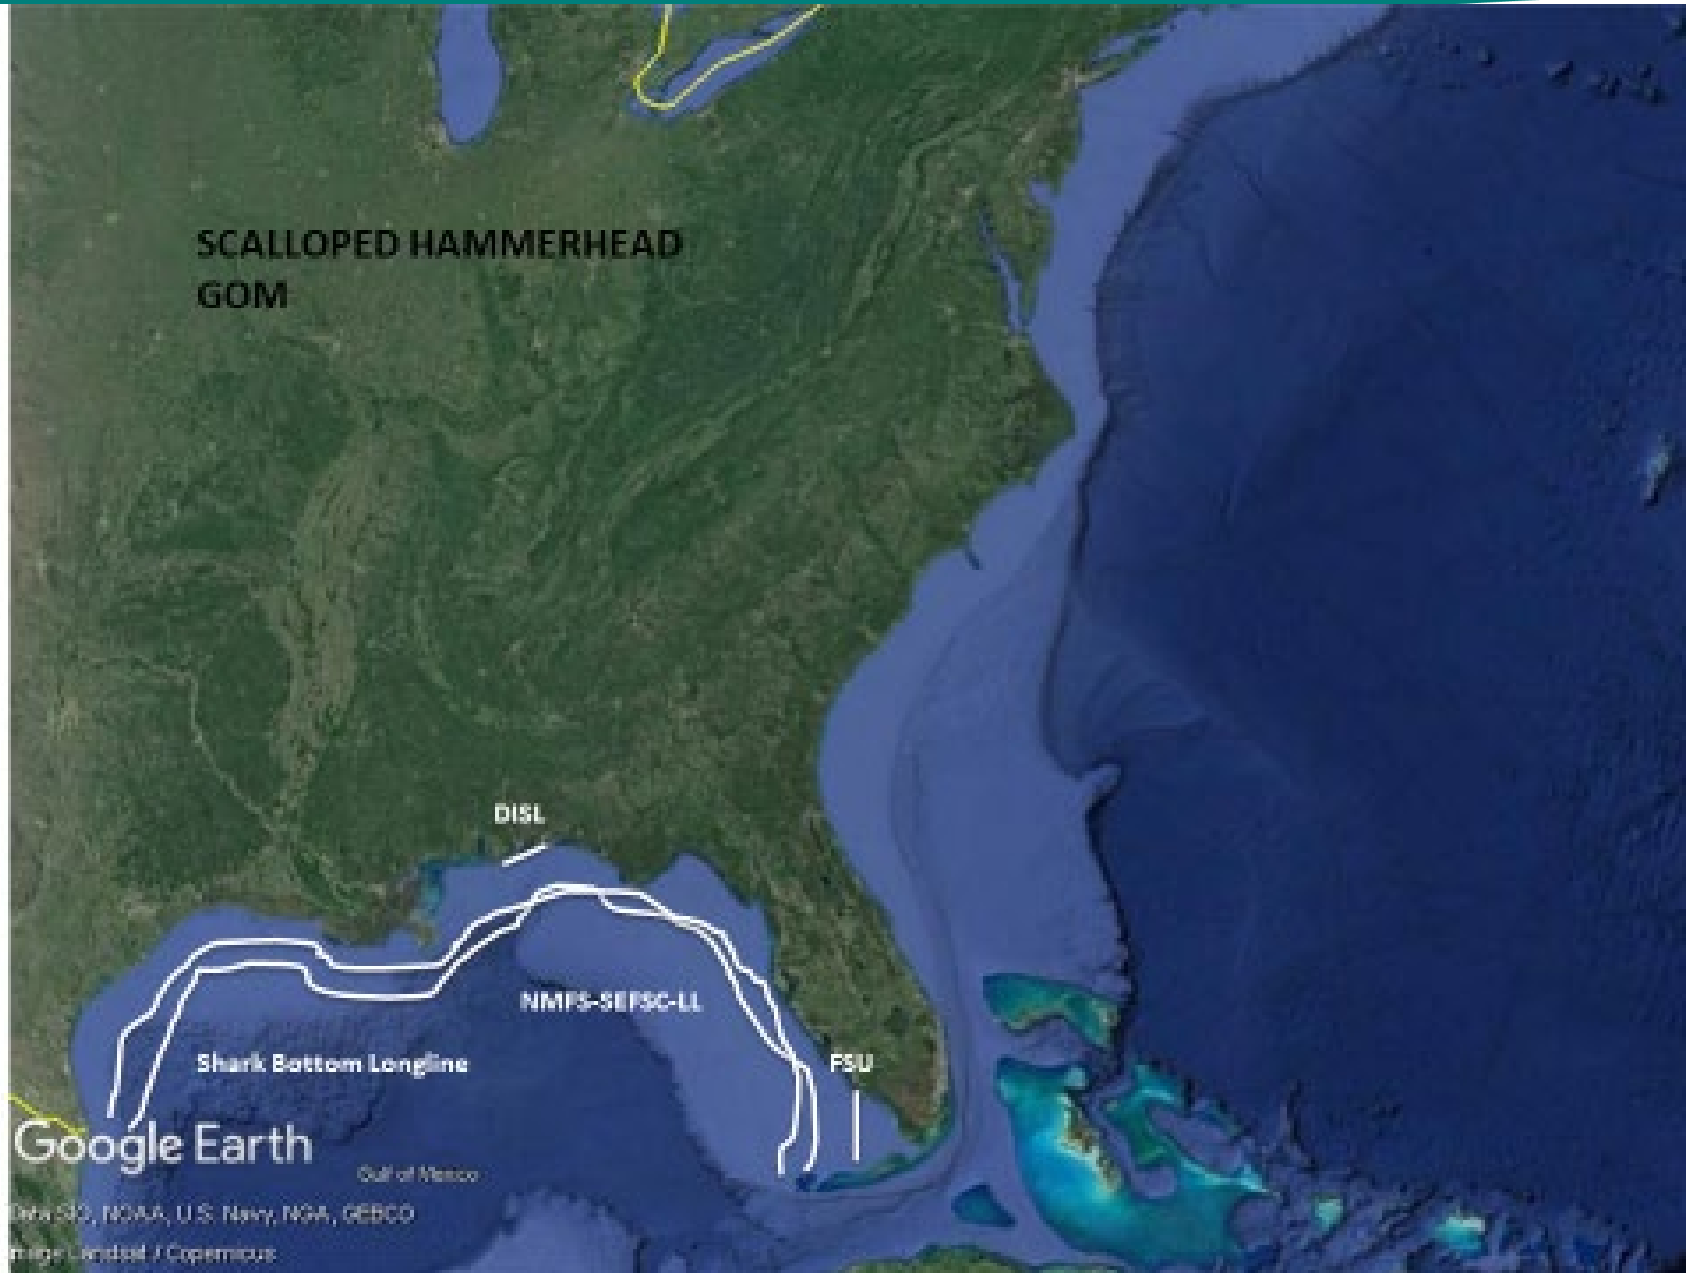 SCALLOPED HAMMERHEAD
GOM
DISL
NMFS-SEFSC-LL
Shark Bottom Longline
FSU
Google Earth
Gulf of Mexico
Data SIO, NOAA, U.S. Navy, NGA, GEBCO
Image Landsat / Copernicus